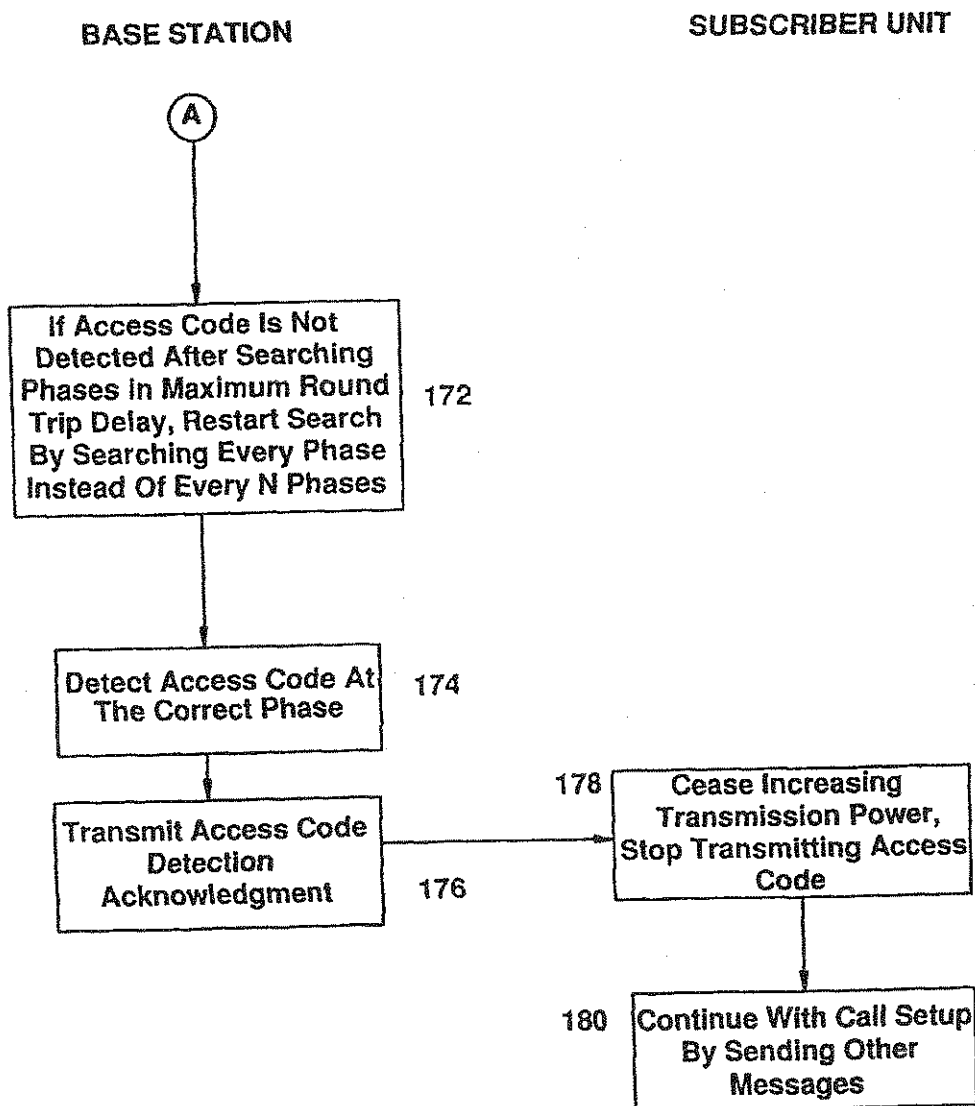 BASE STATION
SUBSCRIBER UNIT
A
If Access Code Is Not
Detected After Searching
Phases In Maximum Round
Trip Delay, Restart Search
By Searching Every Phase
Instead Of Every N Phases
172
Detect Access Code At
The Correct Phase
174
Transmit Access Code
Detection
Acknowledgment
176
178
Cease Increasing
Transmission Power,
Stop Transmitting Access
Code
180
Continue With Call Setup
By Sending Other
Messages